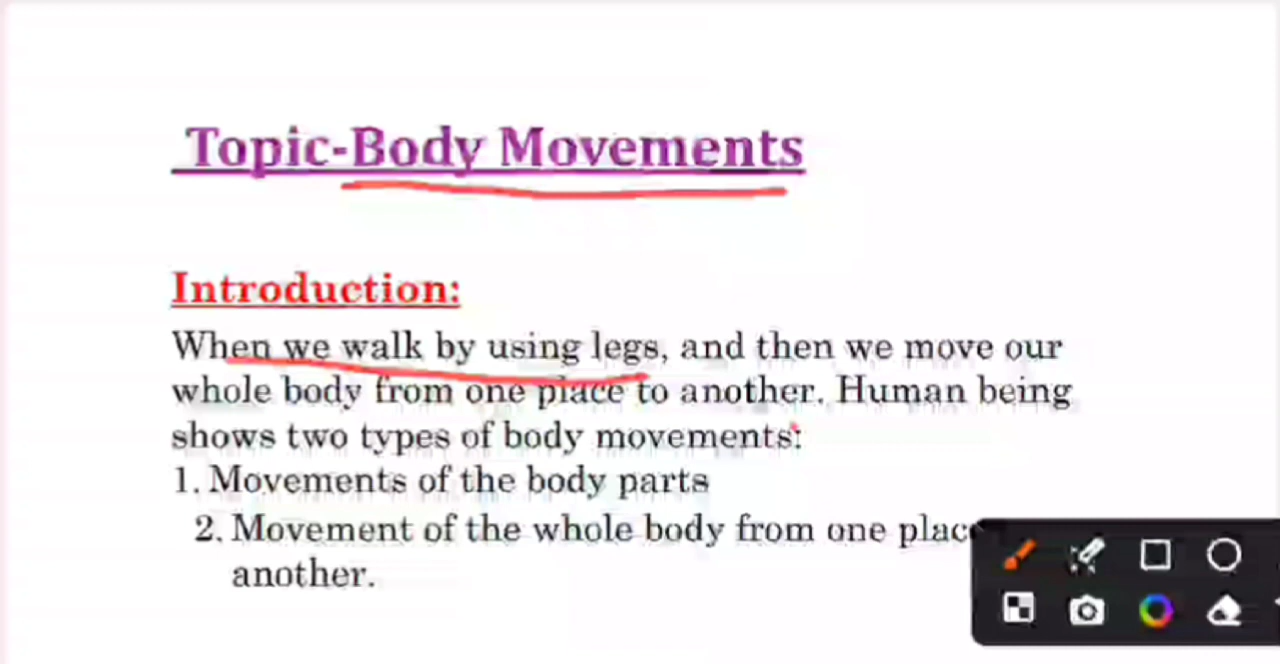 Topic-Body Movements
Introduction:
When we walk by using legs, and then we move our
whole body from one place to another. Human being
shows two types of body movements:
1. Movements of the body parts
2. Movement of the whole body from one place
another.